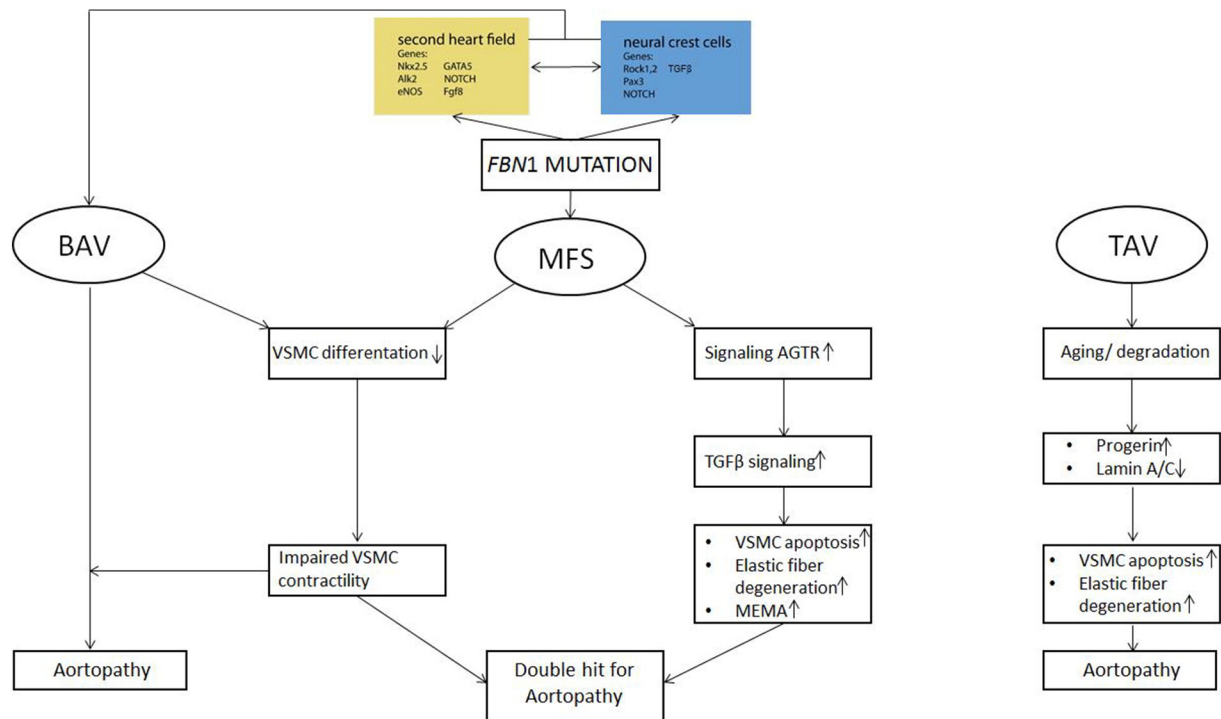 second heart field
Genes:
Nkx2.5 GATA5
Alk2 NOTCH
eNOS Fgf8
neural crest cells
Genes:
Rock1,2 TGFβ
Pax3
NOTCH
FBN1 MUTATION
BAV
MFS
TAV
VSMC differentation ↓
Signaling AGTR ↑
Aging/ degradation
TGFβ signaling ↑
• Progerin ↑
• Lamin A/C ↓
Impaired VSMC
contractility
• VSMC apoptosis ↑
• Elastic fiber
degeneration ↑
• MEMA ↑
• VSMC apoptosis ↑
• Elastic fiber
degeneration ↑
Aortopathy
Double hit for
Aortopathy
Aortopathy